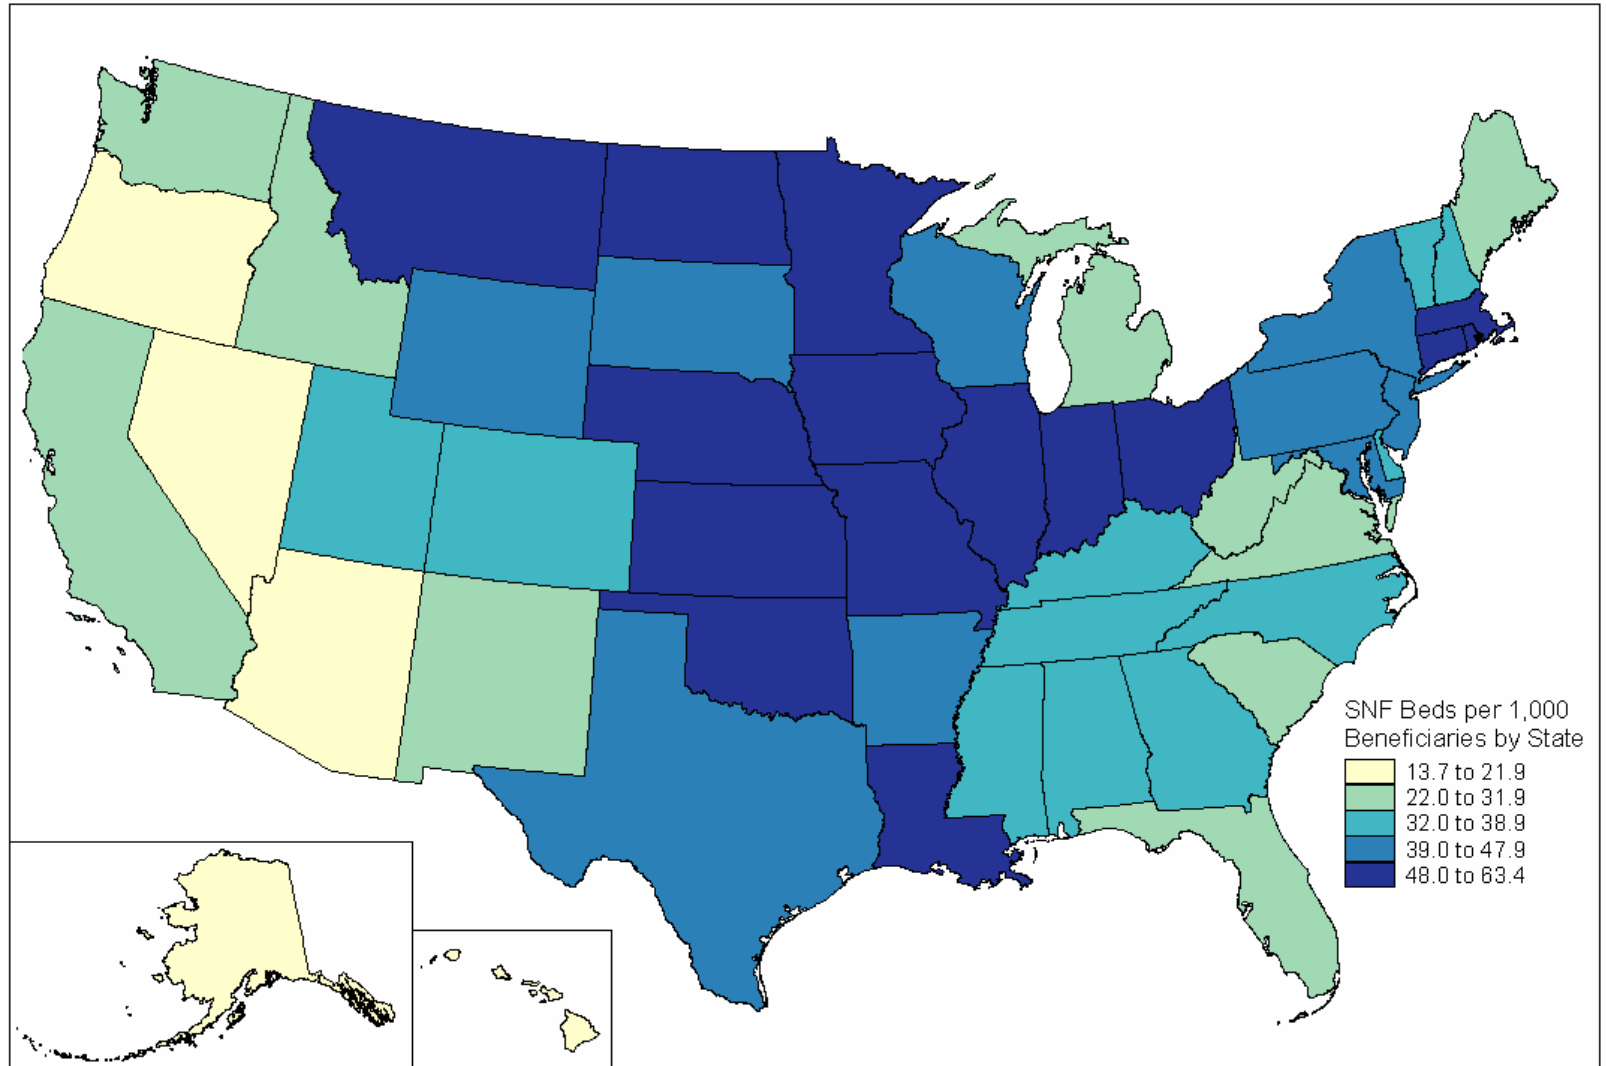 SNF Beds per 1,000
Beneficiaries by State
13.7 to 21.9
22.0 to 31.9
32.0 to 38.9
39.0 to 47.9
48.0 to 63.4